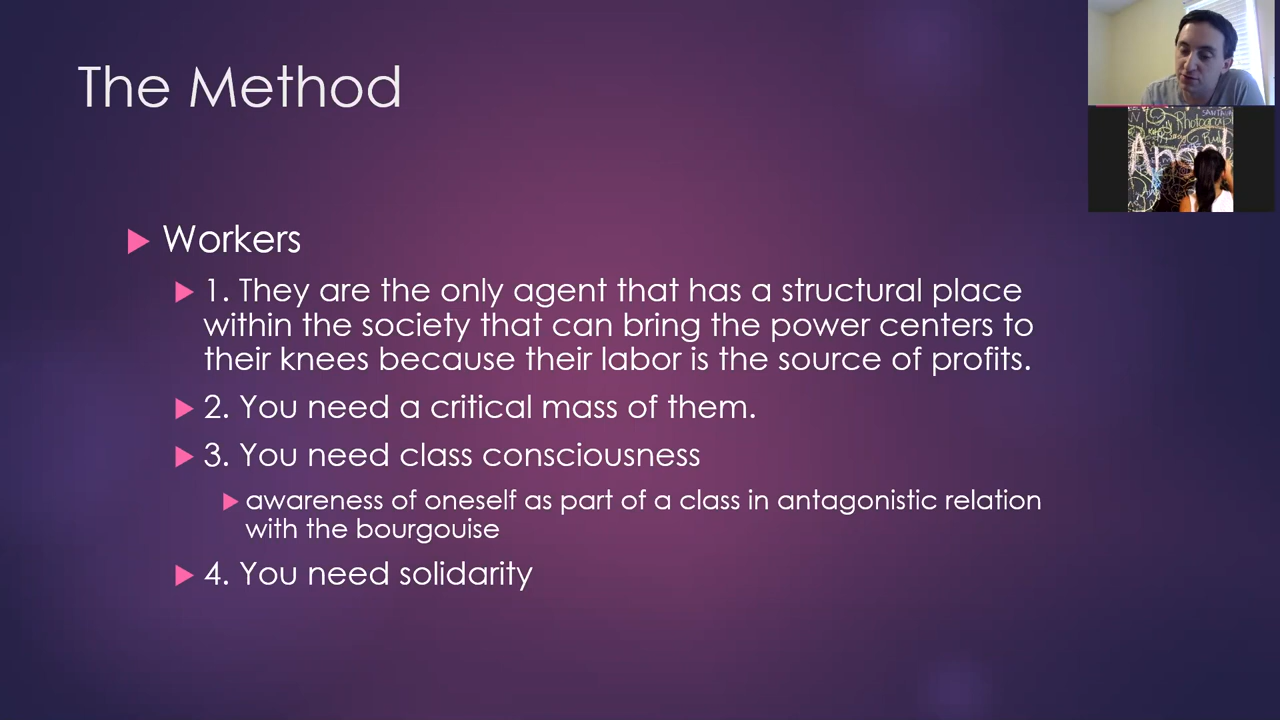 The Method
Workers
1. They are the only agent that has a structural place
within the society that can bring the power centers to
their knees because their labor is the source of profits.
2. You need a critical mass of them.
3. You need class consciousness
awareness of oneself as part of a class in antagonistic relation
with the bourgouise
4. You need solidarity